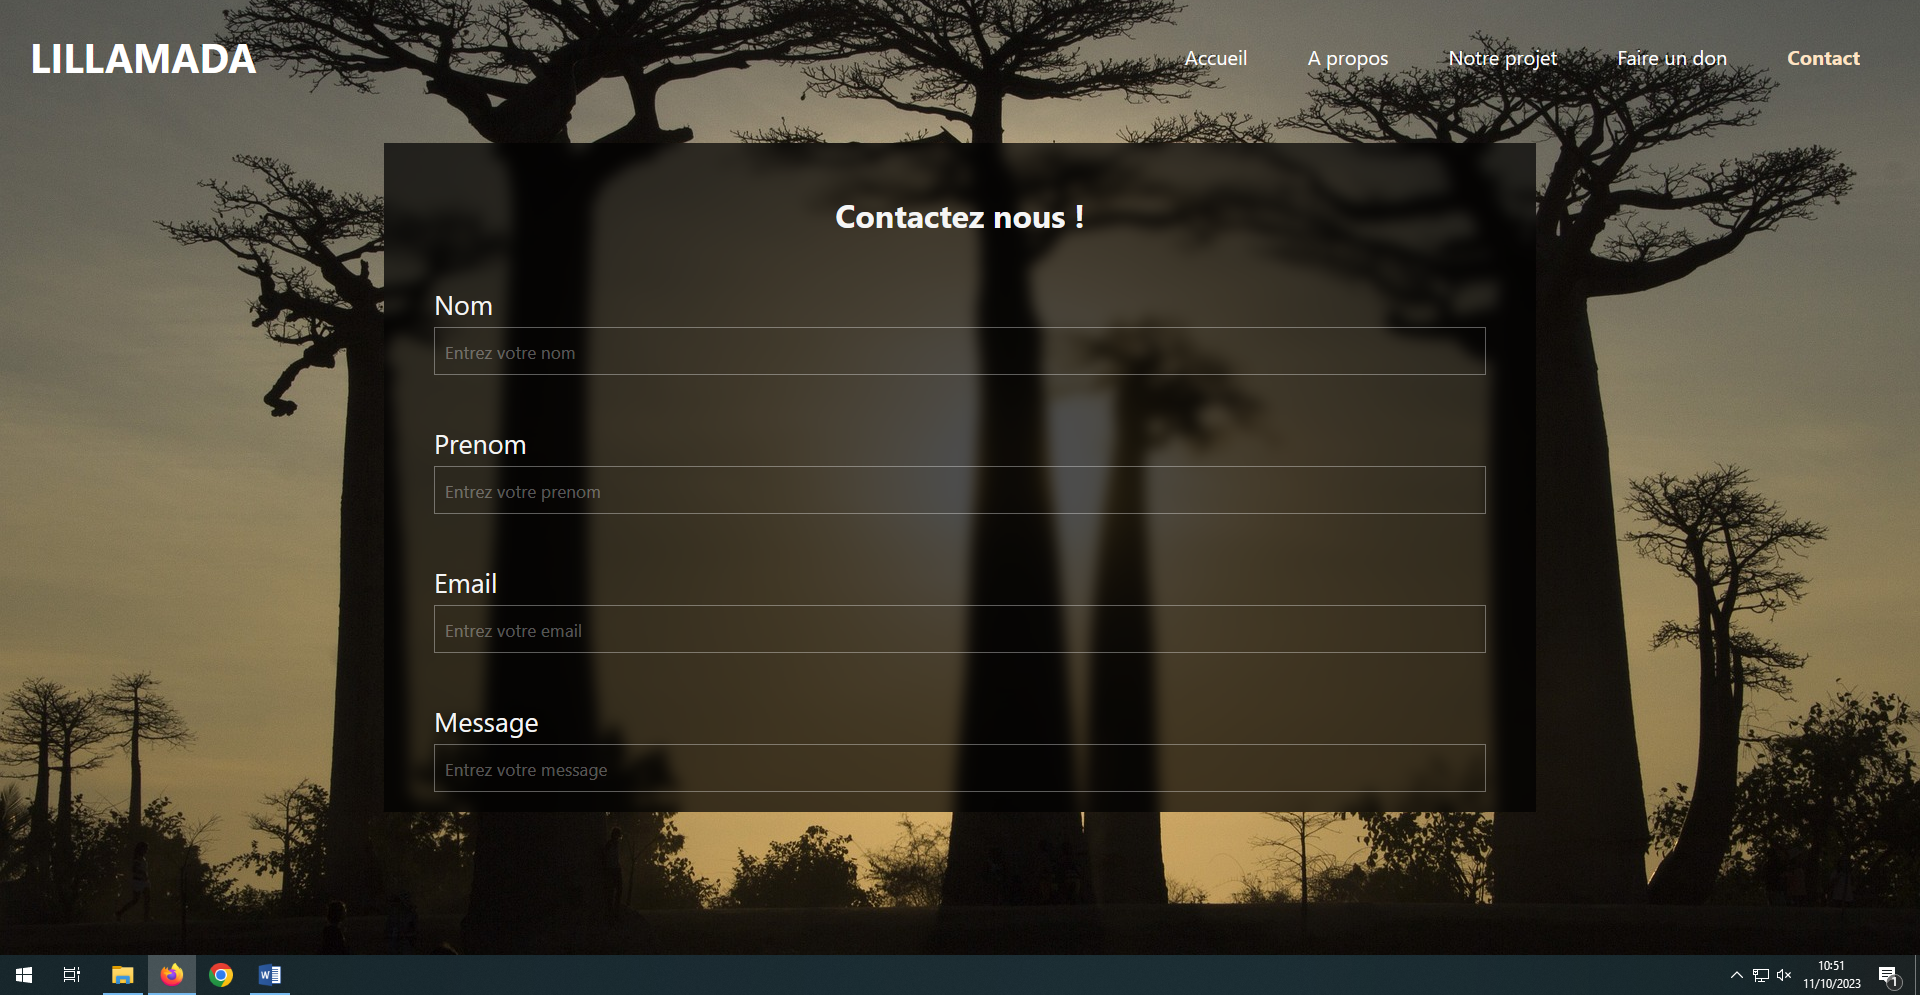 LILLAMADA
Accueil A propos Notre projet Faire un don Contact
Contactez nous !
Nom
Entrez votre nom
Prenom
Entrez votre prenom
Email
Entrez votre email
Message
Entrez votre message
10:51
11/10/2023
1